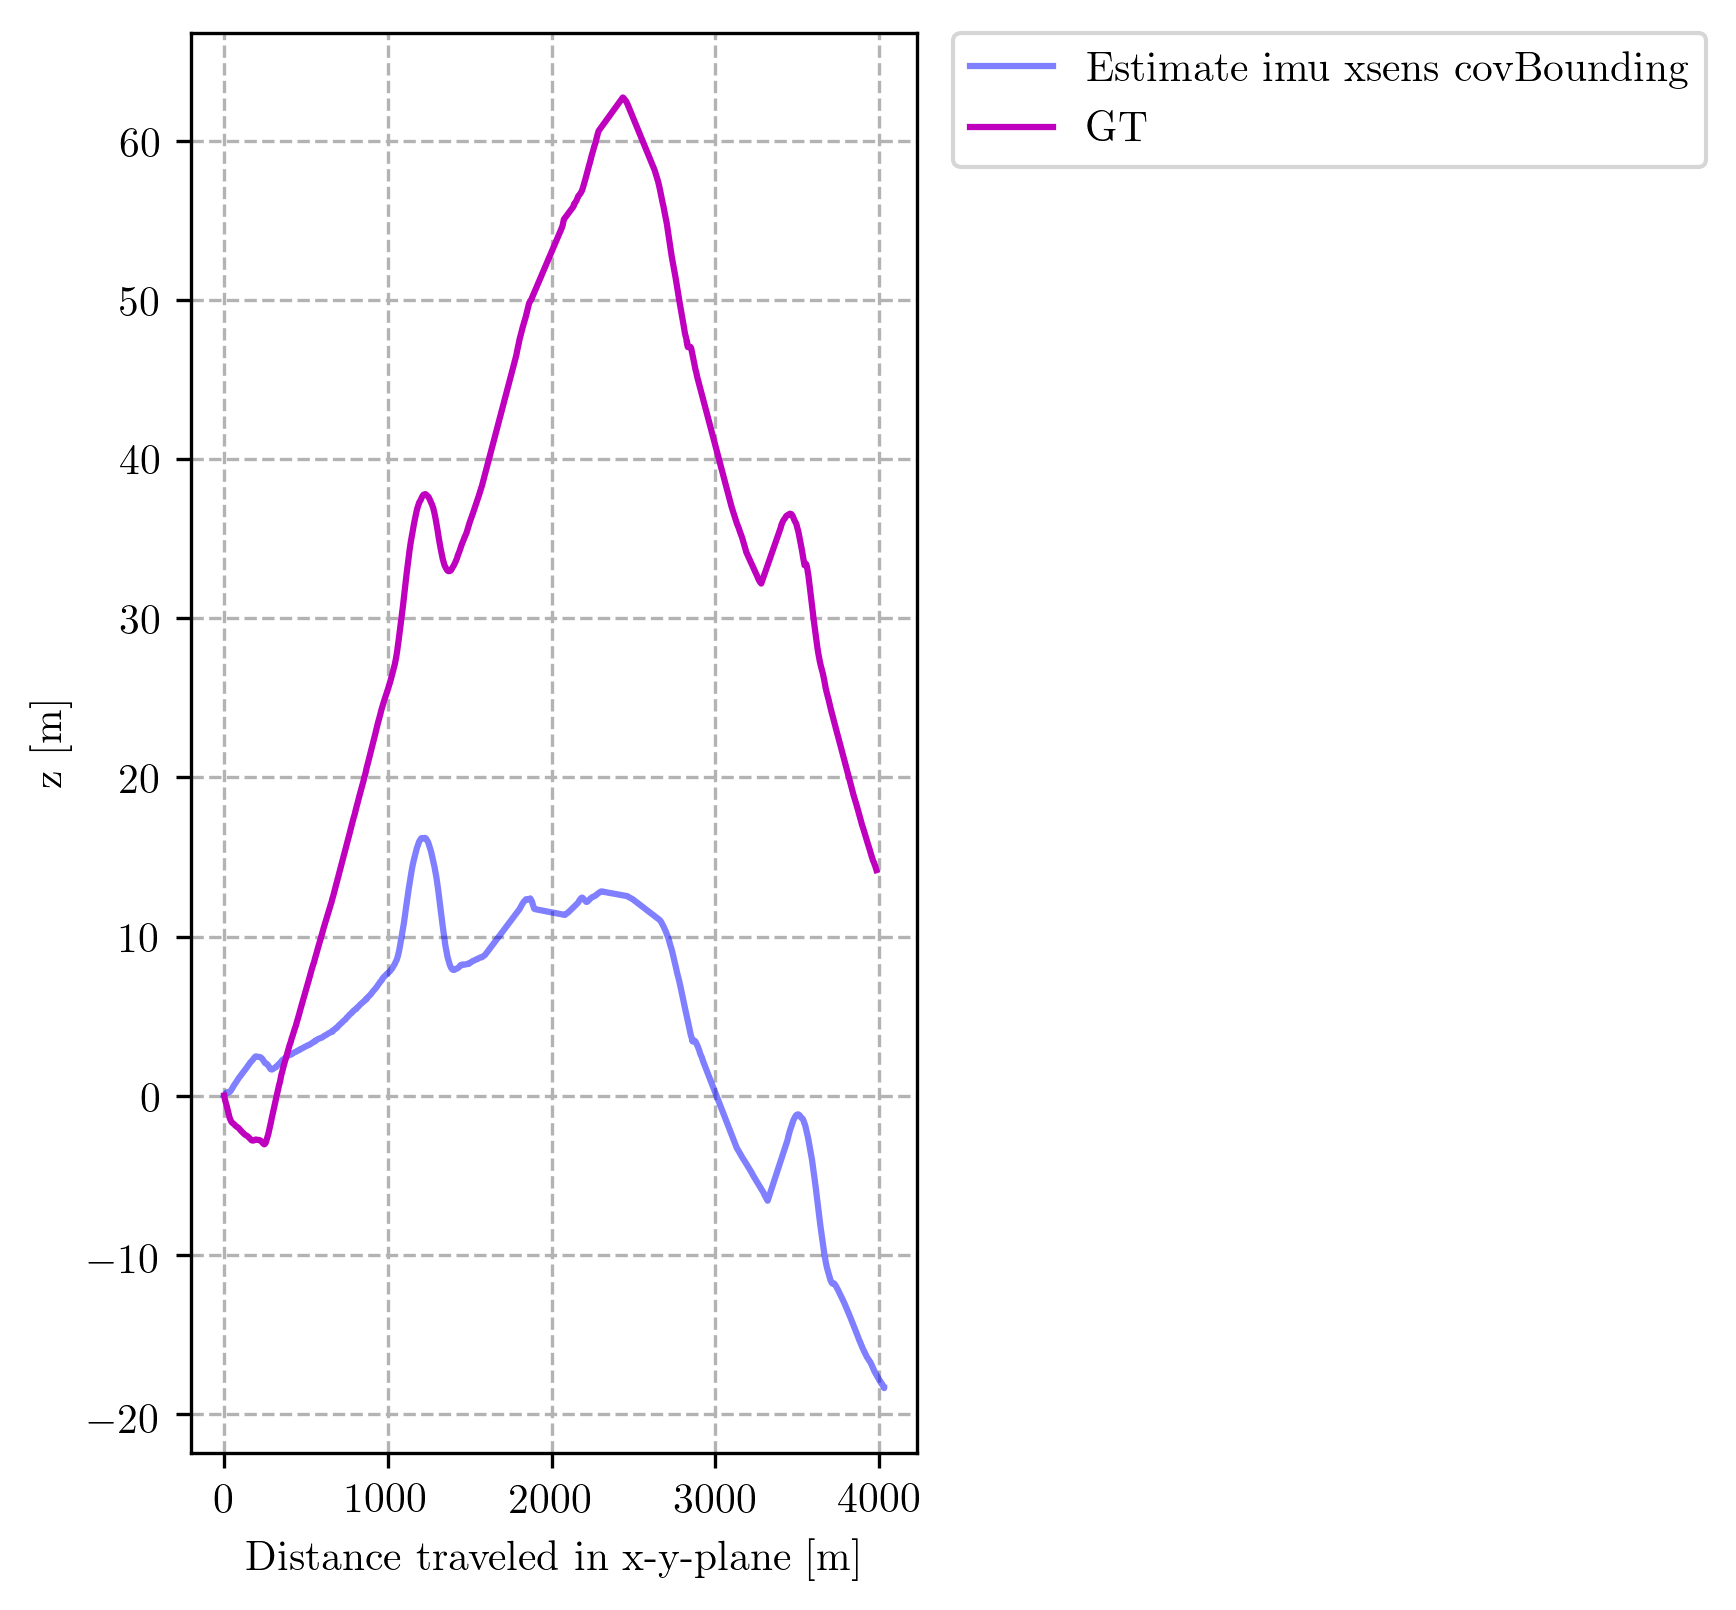 Estimate imu xsens covBounding
GT
60
50
40
30
20
10
0
−10
−20
z [m]
0 1000 2000 3000 4000
Distance traveled in x-y-plane [m]